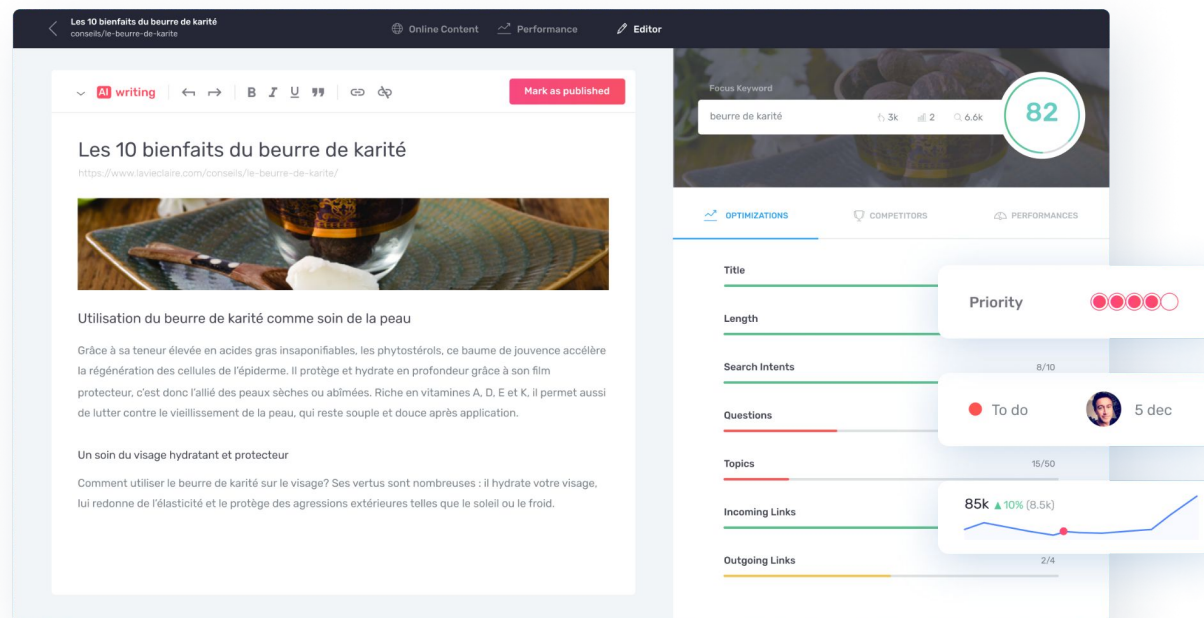 Les 10 bienfaits du beurre de karité
conseils/le-beurre-de-karite
Online Content
Performance
Editor
AI writing
B I U
Mark as published
Les 10 bienfaits du beurre de karité
https://www.lavieclaire.com/conseils/le-beurre-de-karite/
Utilisation du beurre de karité comme soin de la peau
Grâce à sa teneur élevée en acides gras insaponifiables, les phytostérols, ce baume de jouvence accélère
la régénération des cellules de l'épiderme. Il protège et hydrate en profondeur grâce à son film
protecteur, c'est donc l'allié des peaux sèches ou abîmées. Riche en vitamines A, D, E et K, il permet aussi
de lutter contre le vieillissement de la peau, qui reste souple et douce après application.
Un soin du visage hydratant et protecteur
Comment utiliser le beurre de karité sur le visage? Ses vertus sont nombreuses : il hydrate votre visage,
lui redonne de l'élasticité et le protège des agressions extérieures telles que le soleil ou le froid.
Focus Keyword
beurre de karité
3k
2
6.6k
82
OPTIMIZATIONS
COMPETITORS
PERFORMANCES
Title
Length
Search Intents
8/10
Questions
Topics
15/50
Incoming Links
Outgoing Links
2/4
Priority
To do
5 dec
85k ▲10% (8.5k)